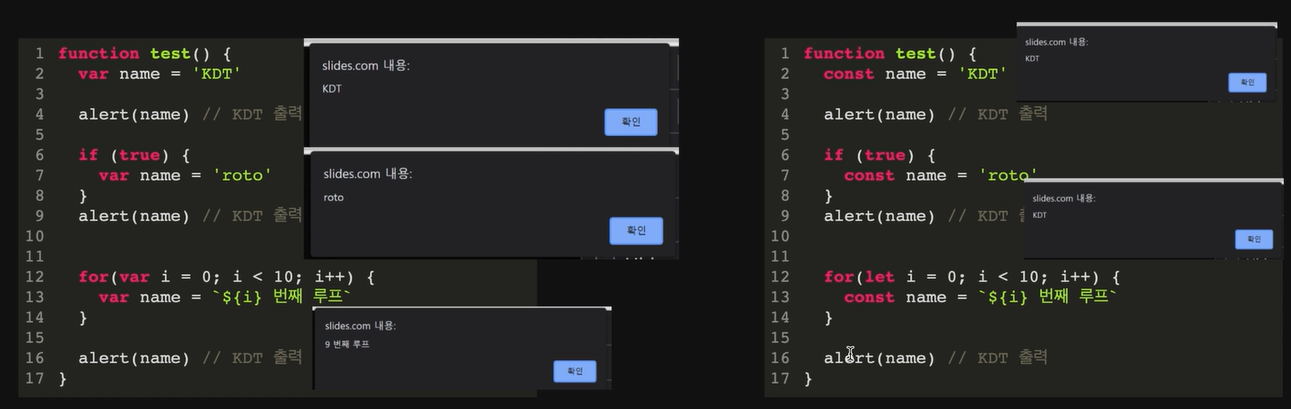 1 function test() {
2 var name = 'KDT'
3
4 alert(name) // KDT 출력
5
6 if (true) {
7 var name = 'roto'
8 }
9 alert(name) // KDT 출력
10
11
12 for(var i = 0; i < 10; i++) {
13 var name = `${i} 번째 루프`
14 }
15
16 alert(name) // KDT 출력
17 }
slides.com 내용:
KDT
확인
slides.com 내용:
roto
확인
slides.com 내용:
9 번째 루프
확인
1 function test() {
2 const name = 'KDT'
3
4 alert(name) // KDT 출력
5
6 if (true) {
7 const name = 'roto'
8 }
9 alert(name) // KDT
10
11
12 for(let i = 0; i < 10; i++) {
13 const name = `${i} 번째 루프`
14 }
15
16 alert(name) // KDT 출력
17 }
slides.com 내용:
KDT
확인
slides.com 내용:
KDT
확인